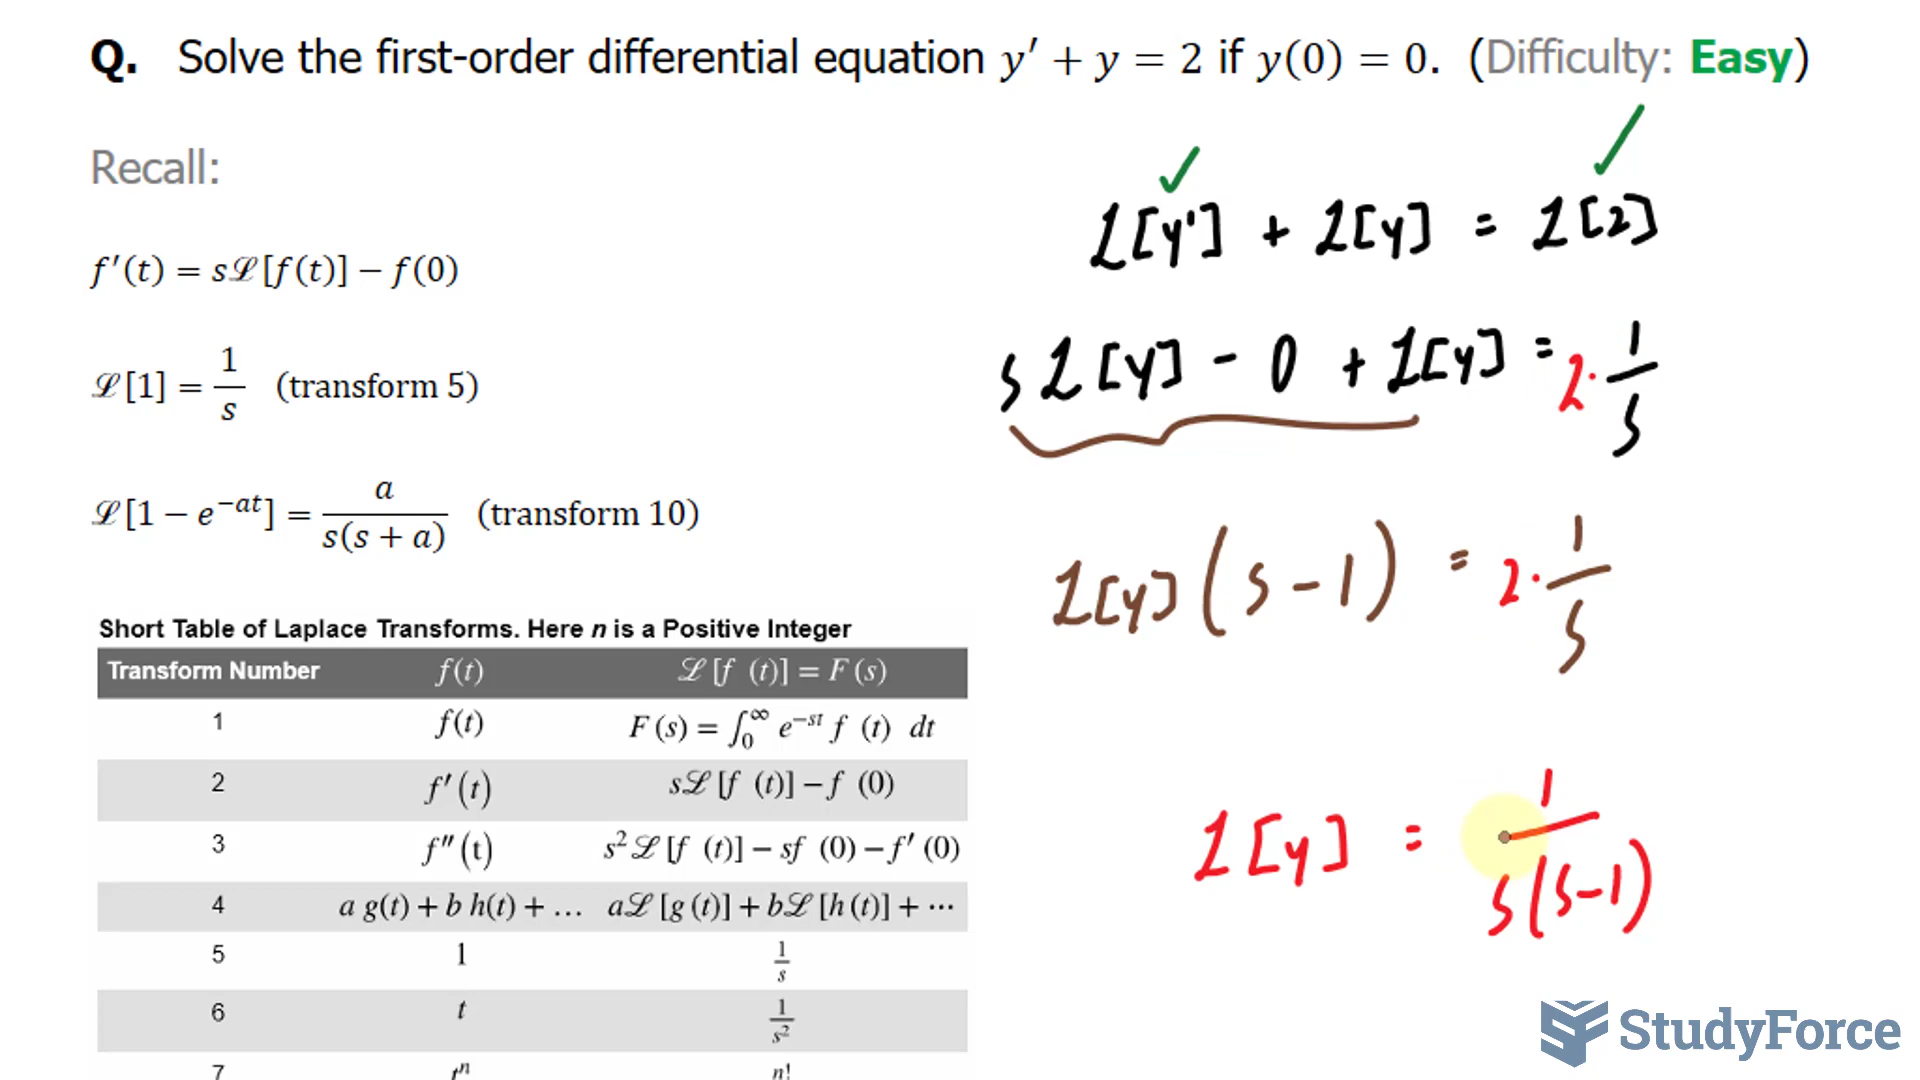 Q. Solve the first-order differential equation y′ + y = 2 if y(0) = 0. (Difficulty: Easy)
Recall:
f′(t) = sℒ[f(t)] − f(0)
ℒ[1] = 1/s (transform 5)
ℒ[1 − e^−at] = a/s(s + a) (transform 10)
Short Table of Laplace Transforms. Here n is a Positive Integer
Transform Number f(t) ℒ[f (t)] = F (s)
1 f(t) F (s) = ∫₀^∞ e^−st f (t) dt
2 f′(t) sℒ[f (t)] − f (0)
3 f″(t) s²ℒ[f (t)] − sf (0) − f′(0)
4 a g(t) + b h(t) + … aℒ[g (t)] + bℒ[h (t)] + ⋯
5 1 1/s
6 t 1/s²
7 tⁿ n!
ℒ[y'] + ℒ[y] = ℒ[2]
sℒ[y] − 0 + ℒ[y] = 2 · 1/s
ℒ[y](s − 1) = 2 · 1/s
ℒ[y] = 1/s(s−1)
StudyForce